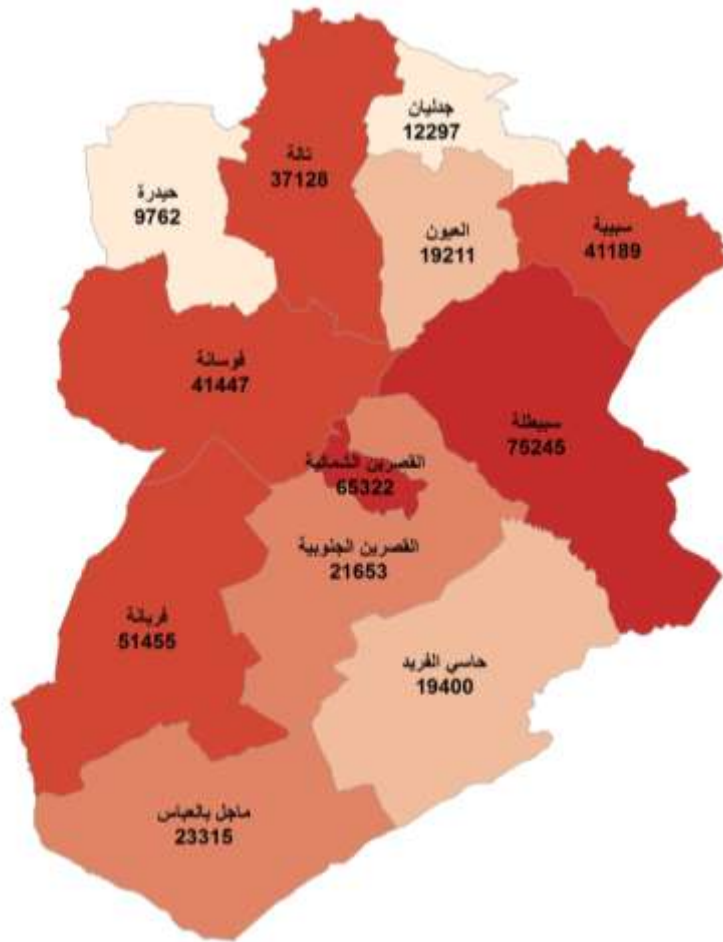 جدليان
12297
تالة
37128
حيدرة
9762
العيون
19211
سبيبة
41189
فوسانة
41447
سبيطلة
75245
القصرين الشمالية
65322
القصرين الجنوبية
21653
فريانة
51455
حاسي الفريد
19400
ماجل بالعباس
23315